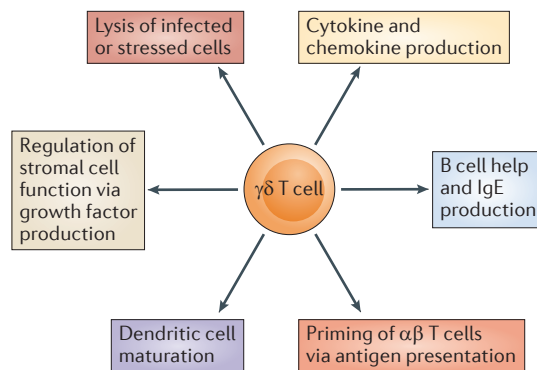 Lysis of infected
or stressed cells
Cytokine and
chemokine production
Regulation of
stromal cell
function via
growth factor
production
γδ T cell
B cell help
and IgE
production
Dendritic cell
maturation
Priming of αβ T cells
via antigen presentation